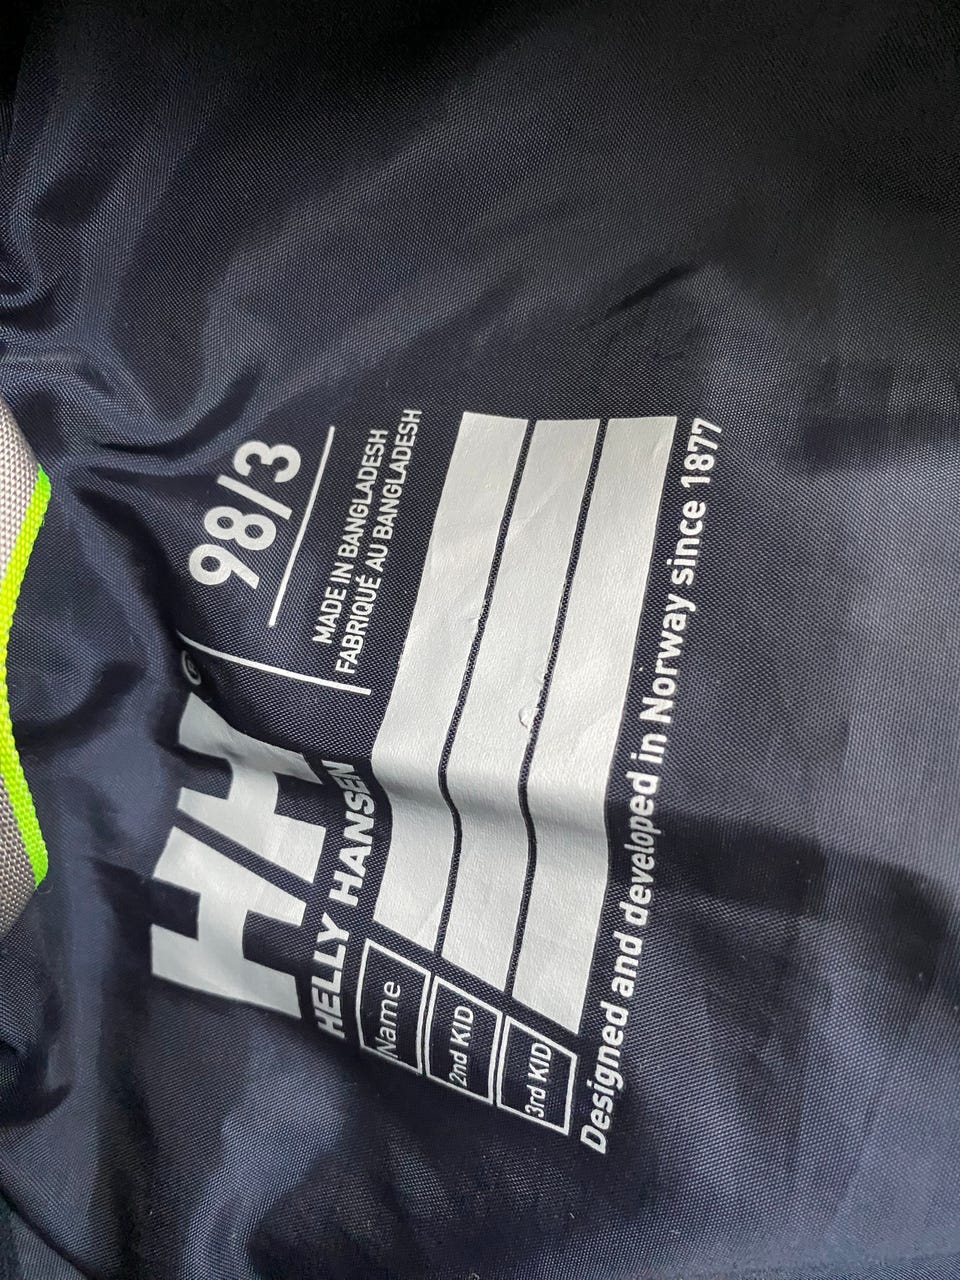 HH®
HELLY HANSEN
98/3
MADE IN BANGLADESH
FABRIQUÉ AU BANGLADESH
Name
2nd KID
3rd KID
Designed and developed in Norway since 1877